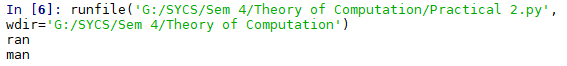 In [6]: runfile('G:/SYCS/Sem 4/Theory of Computation/Practical 2.py',
wdir='G:/SYCS/Sem 4/Theory of Computation')
ran
man